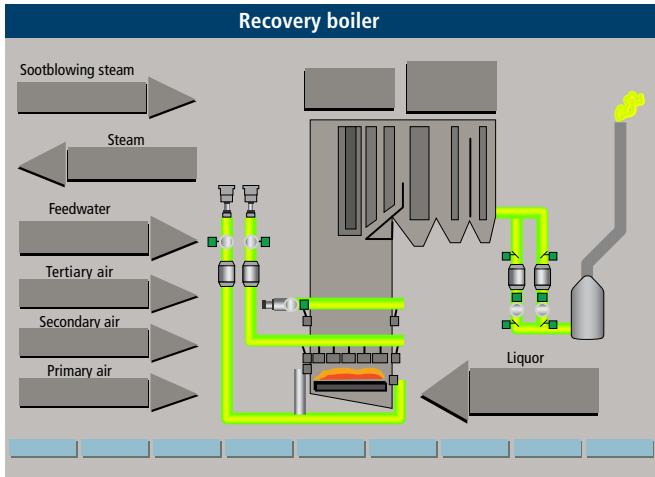 Recovery boiler
Sootblowing steam
Steam
Feedwater
Tertiary air
Secondary air
Primary air
Liquor